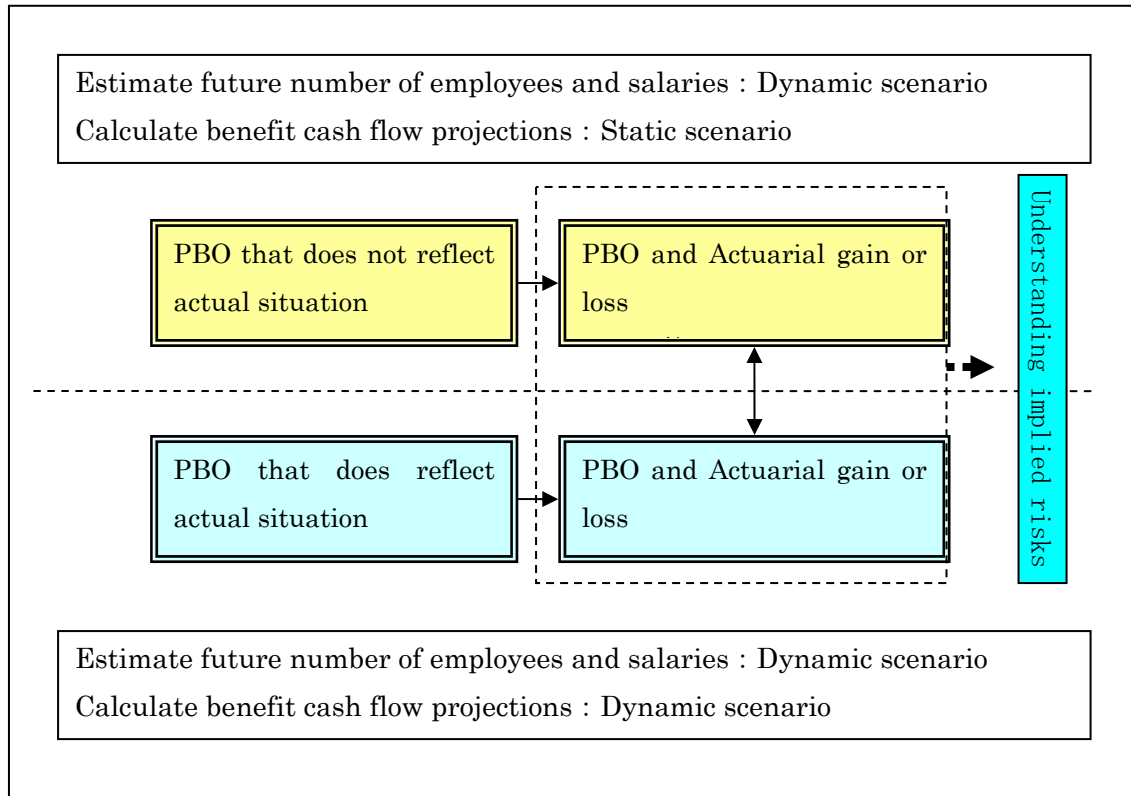 Estimate future number of employees and salaries：Dynamic scenario
Calculate benefit cash flow projections：Static scenario
PBO that does not reflect
actual situation
PBO and Actuarial gain or
loss
Understanding implied risks
PBO that does reflect
actual situation
PBO and Actuarial gain or
loss
Estimate future number of employees and salaries：Dynamic scenario
Calculate benefit cash flow projections：Dynamic scenario